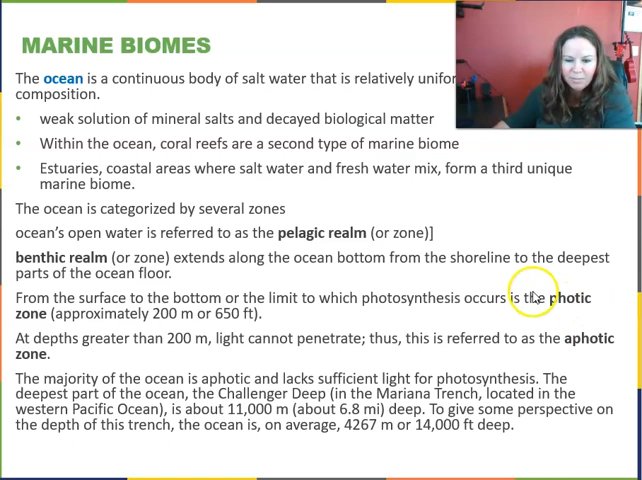 MARINE BIOMES
The ocean is a continuous body of salt water that is relatively
composition.
• weak solution of mineral salts and decayed biological matter
• Within the ocean, coral reefs are a second type of marine biome
• Estuaries, coastal areas where salt water and fresh water mix, form a third unique
marine biome.
The ocean is categorized by several zones
ocean's open water is referred to as the pelagic realm (or zone)]
benthic realm (or zone) extends along the ocean bottom from the shoreline to the deepest
parts of the ocean floor.
From the surface to the bottom or the limit to which photosynthesis occurs is the photic
zone (approximately 200 m or 650 ft).
At depths greater than 200 m, light cannot penetrate; thus, this is referred to as the aphotic
zone.
The majority of the ocean is aphotic and lacks sufficient light for photosynthesis. The
deepest part of the ocean, the Challenger Deep (in the Mariana Trench, located in the
western Pacific Ocean), is about 11,000 m (about 6.8 mi) deep. To give some perspective on
the depth of this trench, the ocean is, on average, 4267 m or 14,000 ft deep.